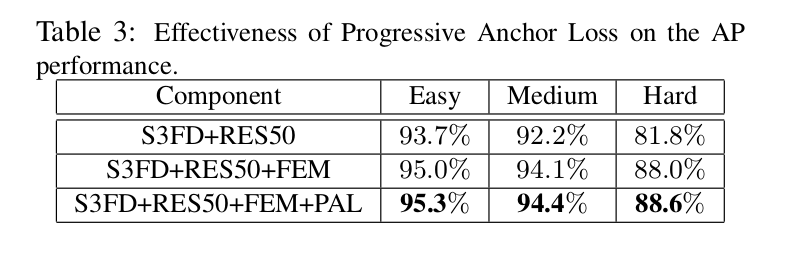 Table 3: Effectiveness of Progressive Anchor Loss on the AP
performance.
Component Easy Medium Hard
S3FD+RES50 93.7% 92.2% 81.8%
S3FD+RES50+FEM 95.0% 94.1% 88.0%
S3FD+RES50+FEM+PAL 95.3% 94.4% 88.6%